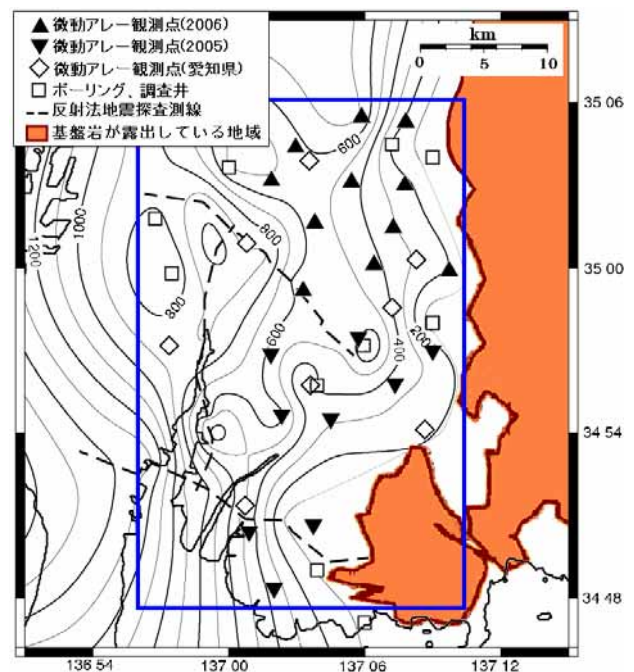 微動アレー観測点(2006)
微動アレー観測点(2005)
微動アレー観測点(愛知県)
ボーリング、調査井
反射法地震探査測線
基盤岩が露出している地域
km
0 5 10
35 06
35 00
34 54
34 48
136 54
137 00
137 06
137 12
600
1000
800
1200
800
600
400
200